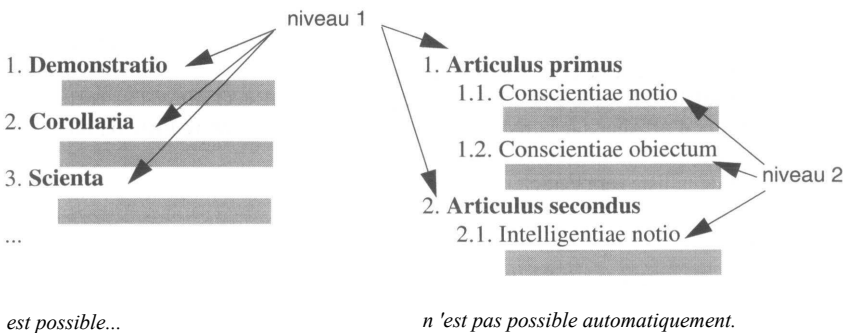 niveau 1
1. Demonstratio
2. Corollaria
3. Scienta
...
1. Articulus primus
1.1. Conscientiae notio
1.2. Conscientiae obiectum
niveau 2
2. Articulus secondus
2.1. Intelligentiae notio
est possible...
n 'est pas possible automatiquement.